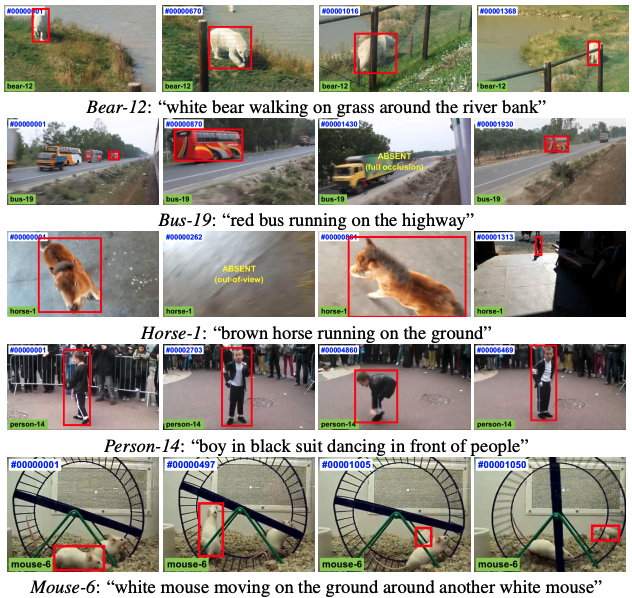 #00000001 #00000670 #00001016 #00001368
bear-12 bear-12 bear-12 bear-12
Bear-12: “white bear walking on grass around the river bank”
#00000001 #00000870 #00001430 #00001930
ABSENT
(full occlusion)
bus-19 bus-19 bus-19 bus-19
Bus-19: “red bus running on the highway”
#00000001 #00000262 #00000861 #00001313
ABSENT
(out-of-view)
horse-1 horse-1 horse-1 horse-1
Horse-1: “brown horse running on the ground”
#00000001 #00002703 #00004860 #00006469
person-14 person-14 person-14 person-14
Person-14: “boy in black suit dancing in front of people”
#00000001 #00000497 #00001005 #00001050
mouse-6 mouse-6 mouse-6 mouse-6
Mouse-6: “white mouse moving on the ground around another white mouse”